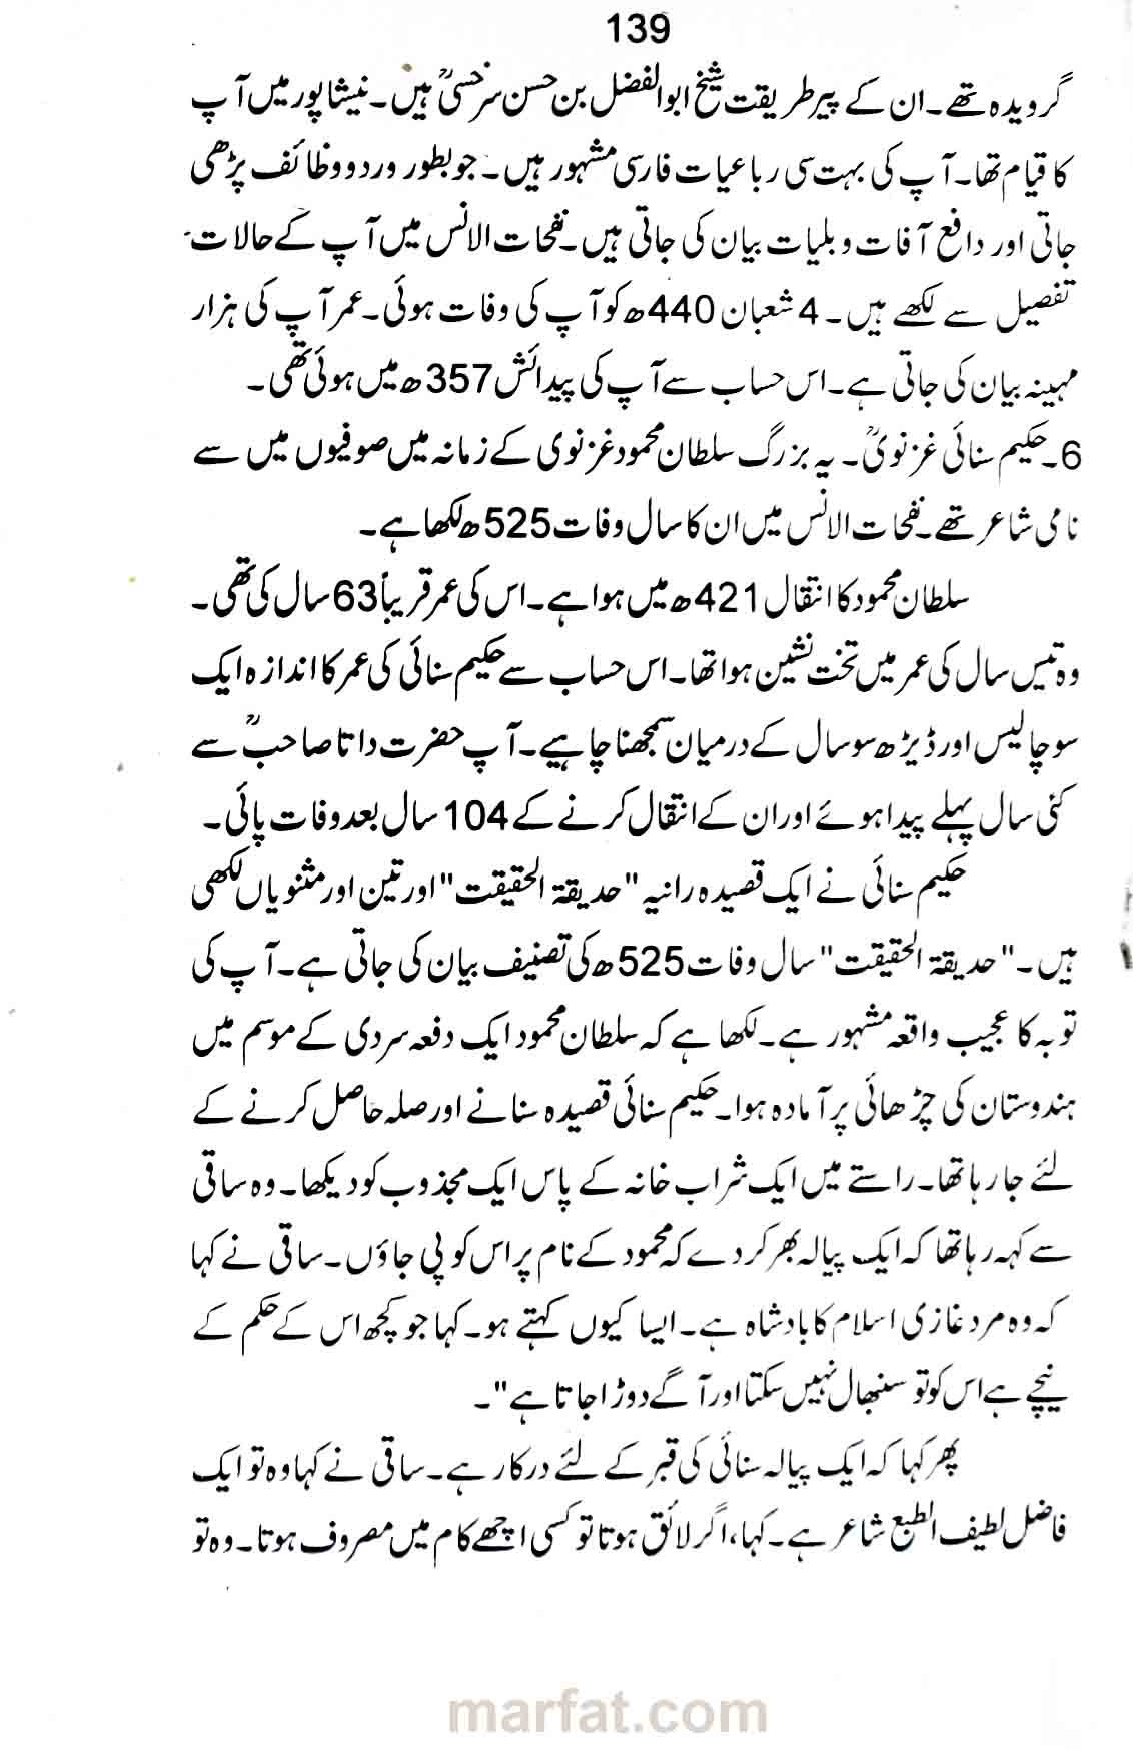 139
گرویدہ تھے۔ ان کے پیر طریقت شیخ ابوالفضل بن حسن سرخسیؒ ہیں۔ نیشاپور میں آپ
کا قیام تھا۔ آپ کی بہت سی رباعیات فارسی مشہور ہیں۔ جو بطور ورد و وظائف پڑھی
جاتی اور دافع آفات و بلیات بیان کی جاتی ہیں۔ نفحات الانس میں آپ کے حالات
تفصیل سے لکھے ہیں۔ 4 شعبان 440ھ کو آپ کی وفات ہوئی۔ عمر آپ کی ہزار
مہینہ بیان کی جاتی ہے۔ اس حساب سے آپ کی پیدائش 357ھ میں ہوئی تھی۔
6۔ حکیم سنائی غزنویؒ۔ یہ بزرگ سلطان محمود غزنوی کے زمانہ میں صوفیوں میں سے
نامی شاعر تھے۔ نفحات الانس میں ان کا سال وفات 525ھ لکھا ہے۔
سلطان محمود کا انتقال 421ھ میں ہوا ہے۔ اس کی عمر قریباً 63 سال کی تھی۔
وہ تیس سال کی عمر میں تخت نشین ہوا تھا۔ اس حساب سے حکیم سنائی کی عمر کا اندازہ ایک
سو چالیس اور ڈیڑھ سو سال کے درمیان سمجھنا چاہیے۔ آپ حضرت داتا صاحبؒ سے
کئی سال پہلے پیدا ہوئے اور ان کے انتقال کرنے کے 104 سال بعد وفات پائی۔
حکیم سنائی نے ایک قصیدہ رانیہ "حدیقۃ الحقیقت" اور تین اور مثنویاں لکھی
ہیں۔ "حدیقۃ الحقیقت" سال وفات 525ھ کی تصنیف بیان کی جاتی ہے۔ آپ کی
توبہ کا عجیب واقعہ مشہور ہے۔ لکھا ہے کہ سلطان محمود ایک دفعہ سردی کے موسم میں
ہندوستان کی چڑھائی پر آمادہ ہوا۔ حکیم سنائی قصیدہ سنانے اور صلہ حاصل کرنے کے
لئے جا رہا تھا۔ راستے میں ایک شراب خانہ کے پاس ایک مجذوب کو دیکھا۔ وہ ساقی
سے کہہ رہا تھا کہ ایک پیالہ بھر کر دے کہ محمود کے نام پر اس کو پی جاؤں۔ ساقی نے کہا
کہ وہ مرد غازی اسلام کا بادشاہ ہے۔ ایسا کیوں کہتے ہو۔ کہا جو کچھ اس کے حکم کے
نیچے ہے اس کو تو سنبھال نہیں سکتا اور آگے دوڑا جاتا ہے"۔
پھر کہا کہ ایک پیالہ سنائی کی قبر کے لئے درکار ہے۔ ساقی نے کہا وہ تو ایک
فاضل لطیف الطبع شاعر ہے۔ کہا، اگر لائق ہوتا تو کسی اچھے کام میں مصروف ہوتا۔ وہ تو
marfat.com